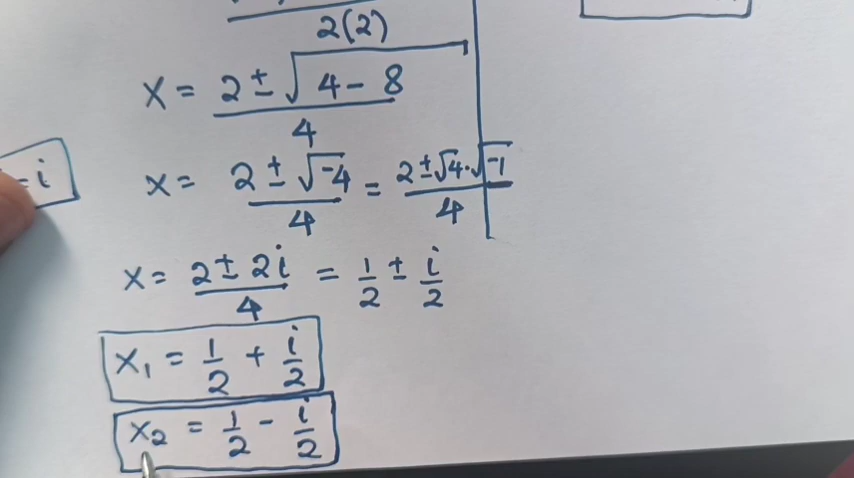 2(2)
x = 2 ± √4 - 8
4
= i
x = 2 ± √-4 = 2 ± √4 · √-1
4 4
x = 2 ± 2i = 1/2 ± i/2
4
x₁ = 1/2 + i/2
x₂ = 1/2 - i/2